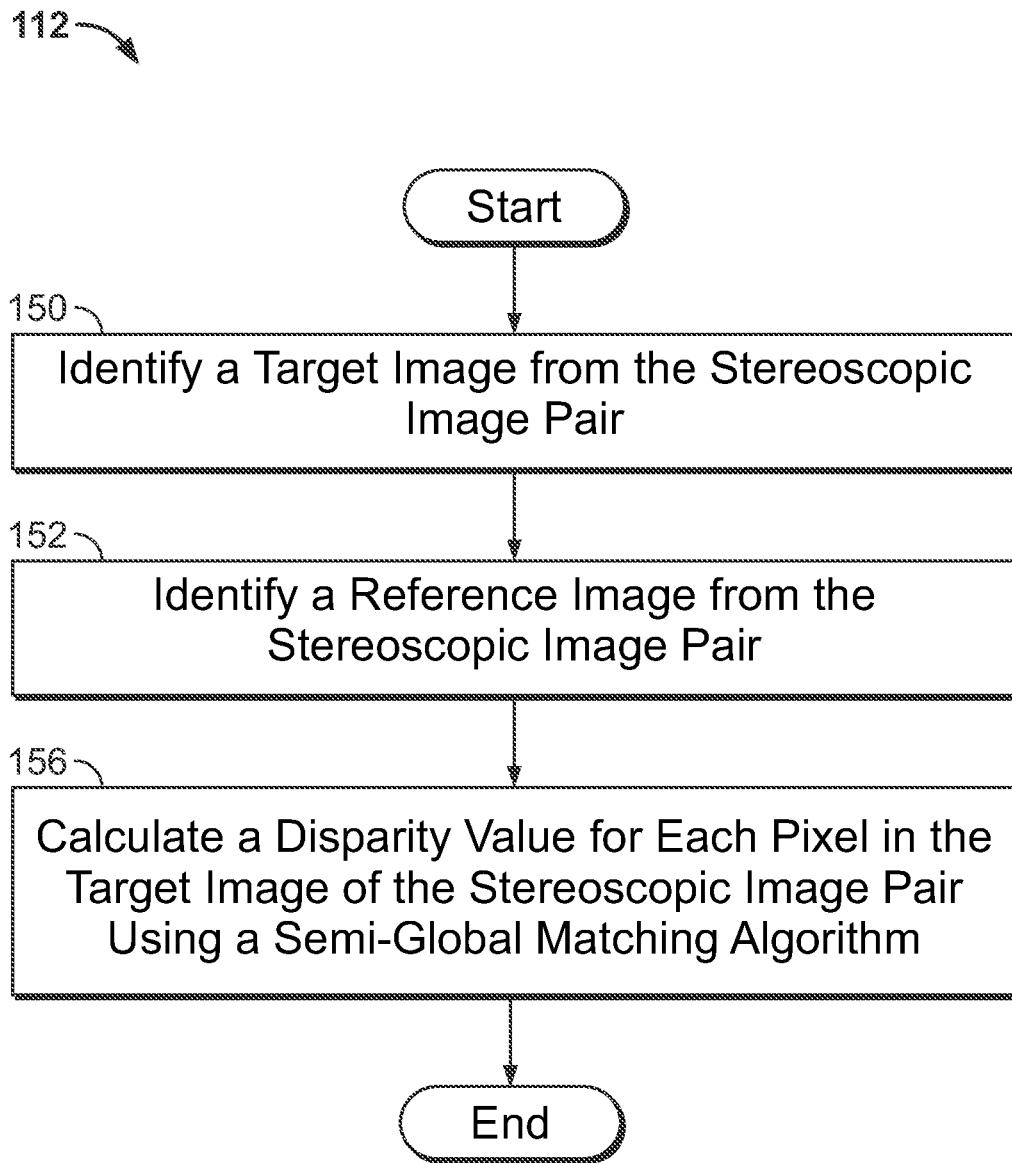 112
Start
150
Identify a Target Image from the Stereoscopic
Image Pair
152
Identify a Reference Image from the
Stereoscopic Image Pair
156
Calculate a Disparity Value for Each Pixel in the
Target Image of the Stereoscopic Image Pair
Using a Semi-Global Matching Algorithm
End